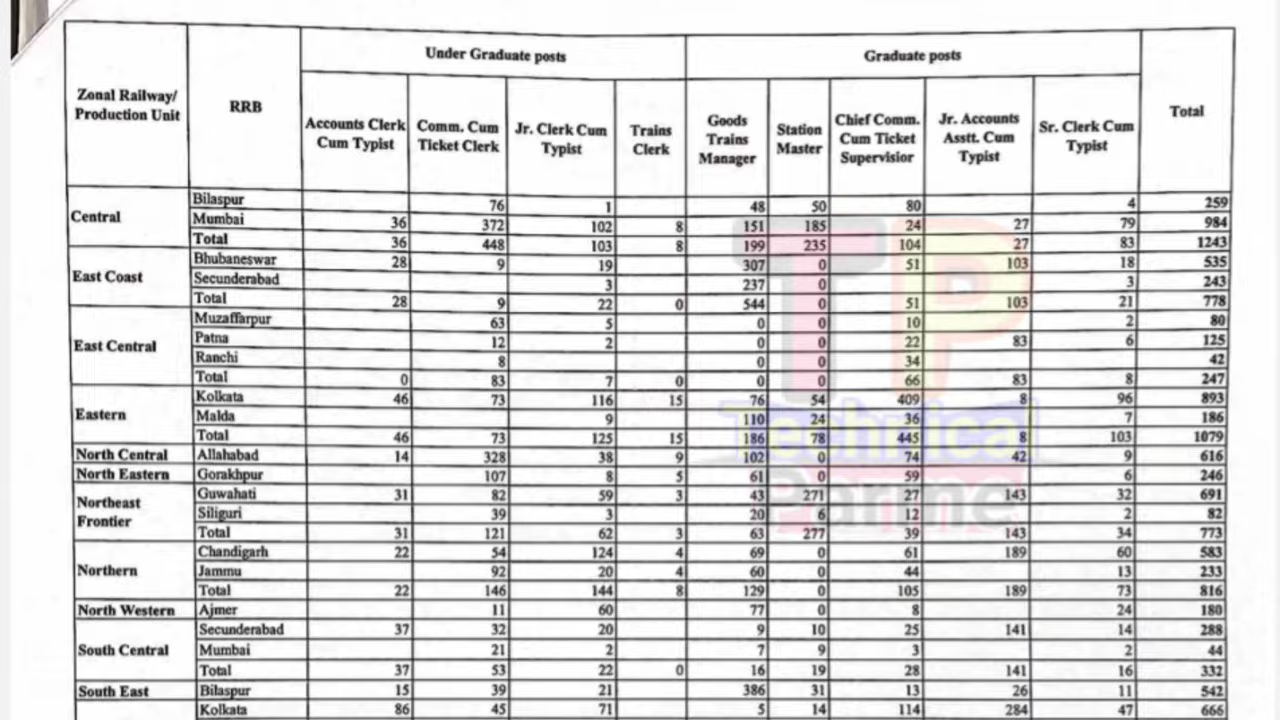 Under Graduate posts Graduate posts
Zonal Railway/ Production Unit RRB Accounts Clerk Cum Typist Comm. Cum Ticket Clerk Jr. Clerk Cum Typist Trains Clerk Goods Trains Manager Station Master Chief Comm. Cum Ticket Supervisior Jr. Accounts Asstt. Cum Typist Sr. Clerk Cum Typist Total
Central Bilaspur 76 1 48 50 80 4 259
Mumbai 36 372 102 8 151 185 24 27 79 984
Total 36 448 103 8 199 235 104 27 83 1243
East Coast Bhubaneswar 28 9 19 307 0 51 103 18 535
Secunderabad 3 237 0 3 243
Total 28 9 22 0 544 0 51 103 21 778
East Central Muzaffarpur 63 5 0 0 10 2 80
Patna 12 2 0 0 22 83 6 125
Ranchi 8 0 0 34 42
Total 0 83 7 0 0 0 66 83 8 247
Eastern Kolkata 46 73 116 15 76 54 409 8 96 893
Malda 9 110 24 36 7 186
Total 46 73 125 15 186 78 445 8 103 1079
North Central Allahabad 14 328 38 9 102 0 74 42 9 616
North Eastern Gorakhpur 107 8 5 61 0 59 6 246
Northeast Frontier Guwahati 31 82 59 3 43 271 27 143 32 691
Siliguri 39 3 20 6 12 2 82
Total 31 121 62 3 63 277 39 143 34 773
Northern Chandigarh 22 54 124 4 69 0 61 189 60 583
Jammu 92 20 4 60 0 44 13 233
Total 22 146 144 8 129 0 105 189 73 816
North Western Ajmer 11 60 77 0 8 24 180
South Central Secunderabad 37 32 20 9 10 25 141 14 288
Mumbai 21 2 7 9 3 2 44
Total 37 53 22 0 16 19 28 141 16 332
South East Bilaspur 15 39 21 386 31 13 26 11 542
Kolkata 86 45 71 5 14 114 284 47 666
TP
Technical
Parme